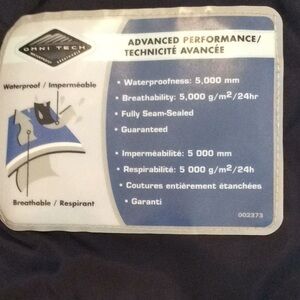 OMNI TECH
ADVANCED PERFORMANCE/
TECHNICITÉ AVANCÉE
Waterproof / Imperméable
• Waterproofness: 5,000 mm
• Breathability: 5,000 g/m²/24hr
• Fully Seam-Sealed
• Guaranteed
• Imperméabilité: 5 000 mm
• Respirabilité: 5 000 g/m²/24h
• Coutures entièrement étanchées
• Garanti
Breathable / Respirant
002373